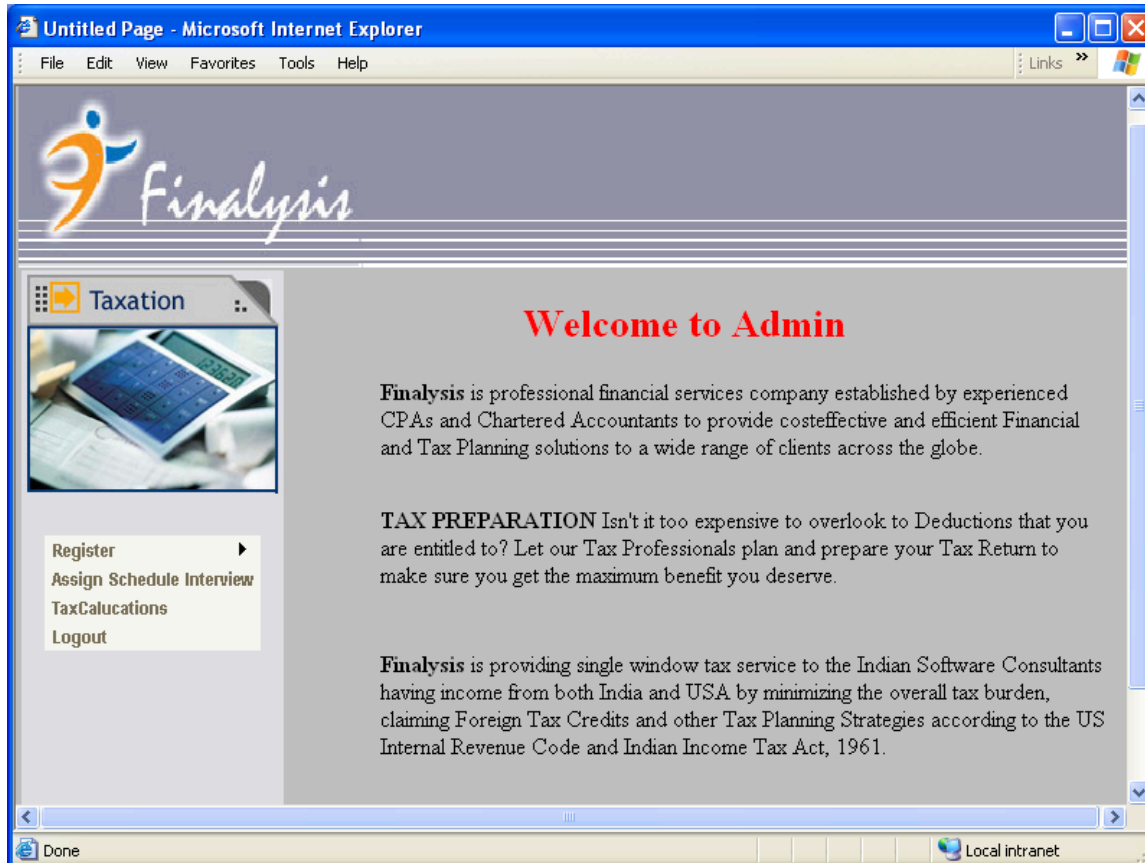 Untitled Page - Microsoft Internet Explorer
File Edit View Favorites Tools Help Links »
Finalysis
Taxation
123620
Welcome to Admin
Finalysis is professional financial services company established by experienced
CPAs and Chartered Accountants to provide costeffective and efficient Financial
and Tax Planning solutions to a wide range of clients across the globe.
TAX PREPARATION Isn't it too expensive to overlook to Deductions that you
are entitled to? Let our Tax Professionals plan and prepare your Tax Return to
make sure you get the maximum benefit you deserve.
Register
Assign Schedule Interview
TaxCalucations
Logout
Finalysis is providing single window tax service to the Indian Software Consultants
having income from both India and USA by minimizing the overall tax burden,
claiming Foreign Tax Credits and other Tax Planning Strategies according to the US
Internal Revenue Code and Indian Income Tax Act, 1961.
Done Local intranet